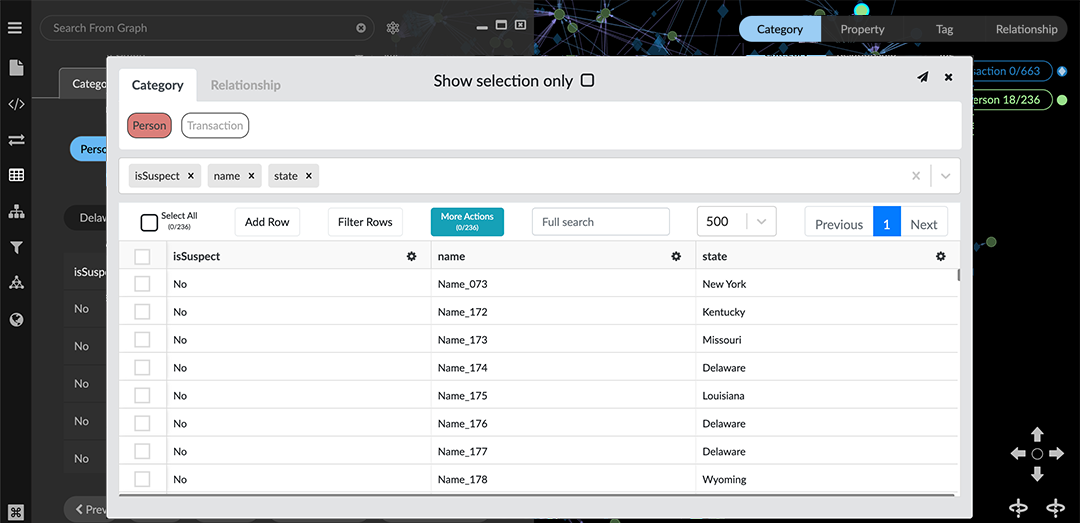 Search From Graph
Category Property Tag Relationship
Catego
saction 0/663
erson 18/236
Perso
Delaw
isSusp
No
No
No
No
No
Prev
Category Relationship Show selection only
Person Transaction
isSuspect × name × state ×
Select All
(0/236)
Add Row Filter Rows
More Actions
(0/236)
Full search 500 Previous 1 Next
isSuspect name state
No Name_073 New York
No Name_172 Kentucky
No Name_173 Missouri
No Name_174 Delaware
No Name_175 Louisiana
No Name_176 Delaware
No Name_177 Delaware
No Name_178 Wyoming